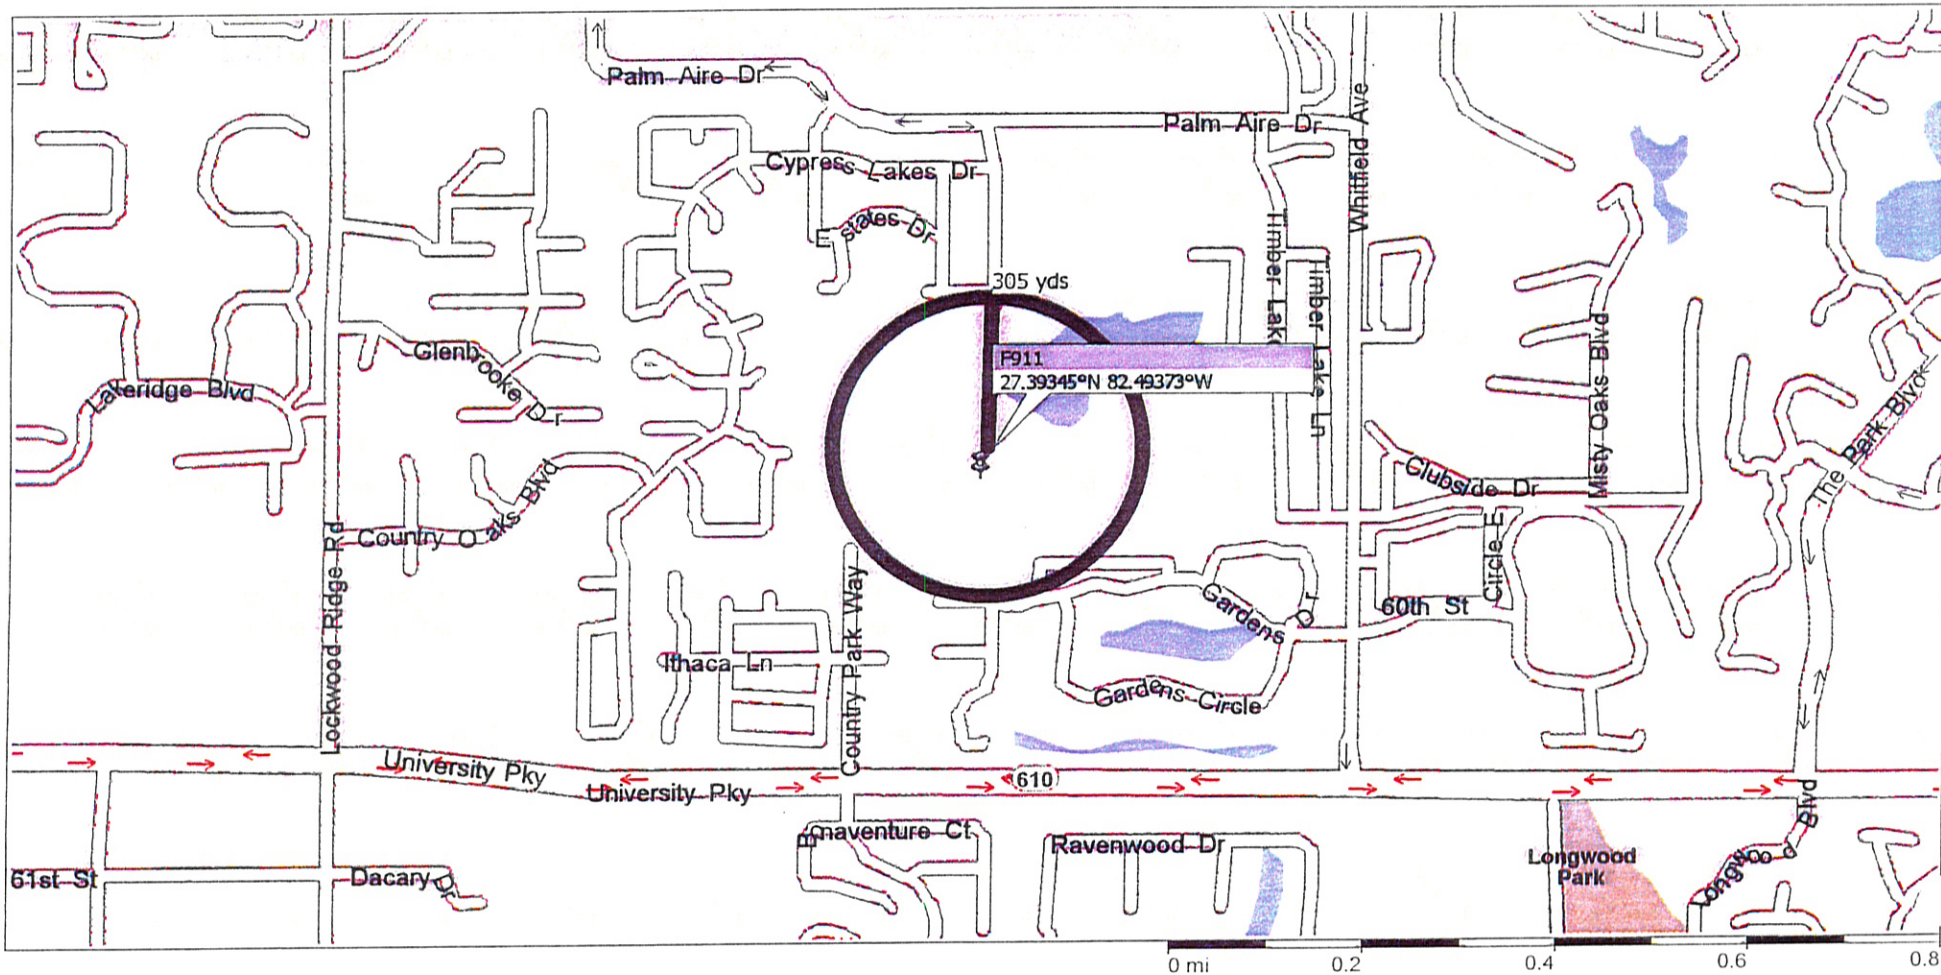 Palm Aire Dr
Palm Aire Dr
Whitfield Ave
Cypress Lakes Dr
Estates Dr
Timber Lake
Timber Lake Ln
305 yds
F911
27.39345°N 82.49373°W
Glenbrooke Dr
Lakeridge Blvd
Misty Oaks Blvd
The Park Blvd
Clubside Dr
Country Oaks Blvd
Lockwood Ridge Rd
Circle E
60th St
Gardens Dr
Country Park Way
Ithaca Ln
Gardens Circle
University Pky
University Pky
610
Blvd
Longwood
Bonaventure Ct
Ravenwood Dr
Longwood
Park
61st St
Dacary Dr
0 mi
0.2
0.4
0.6
0.8